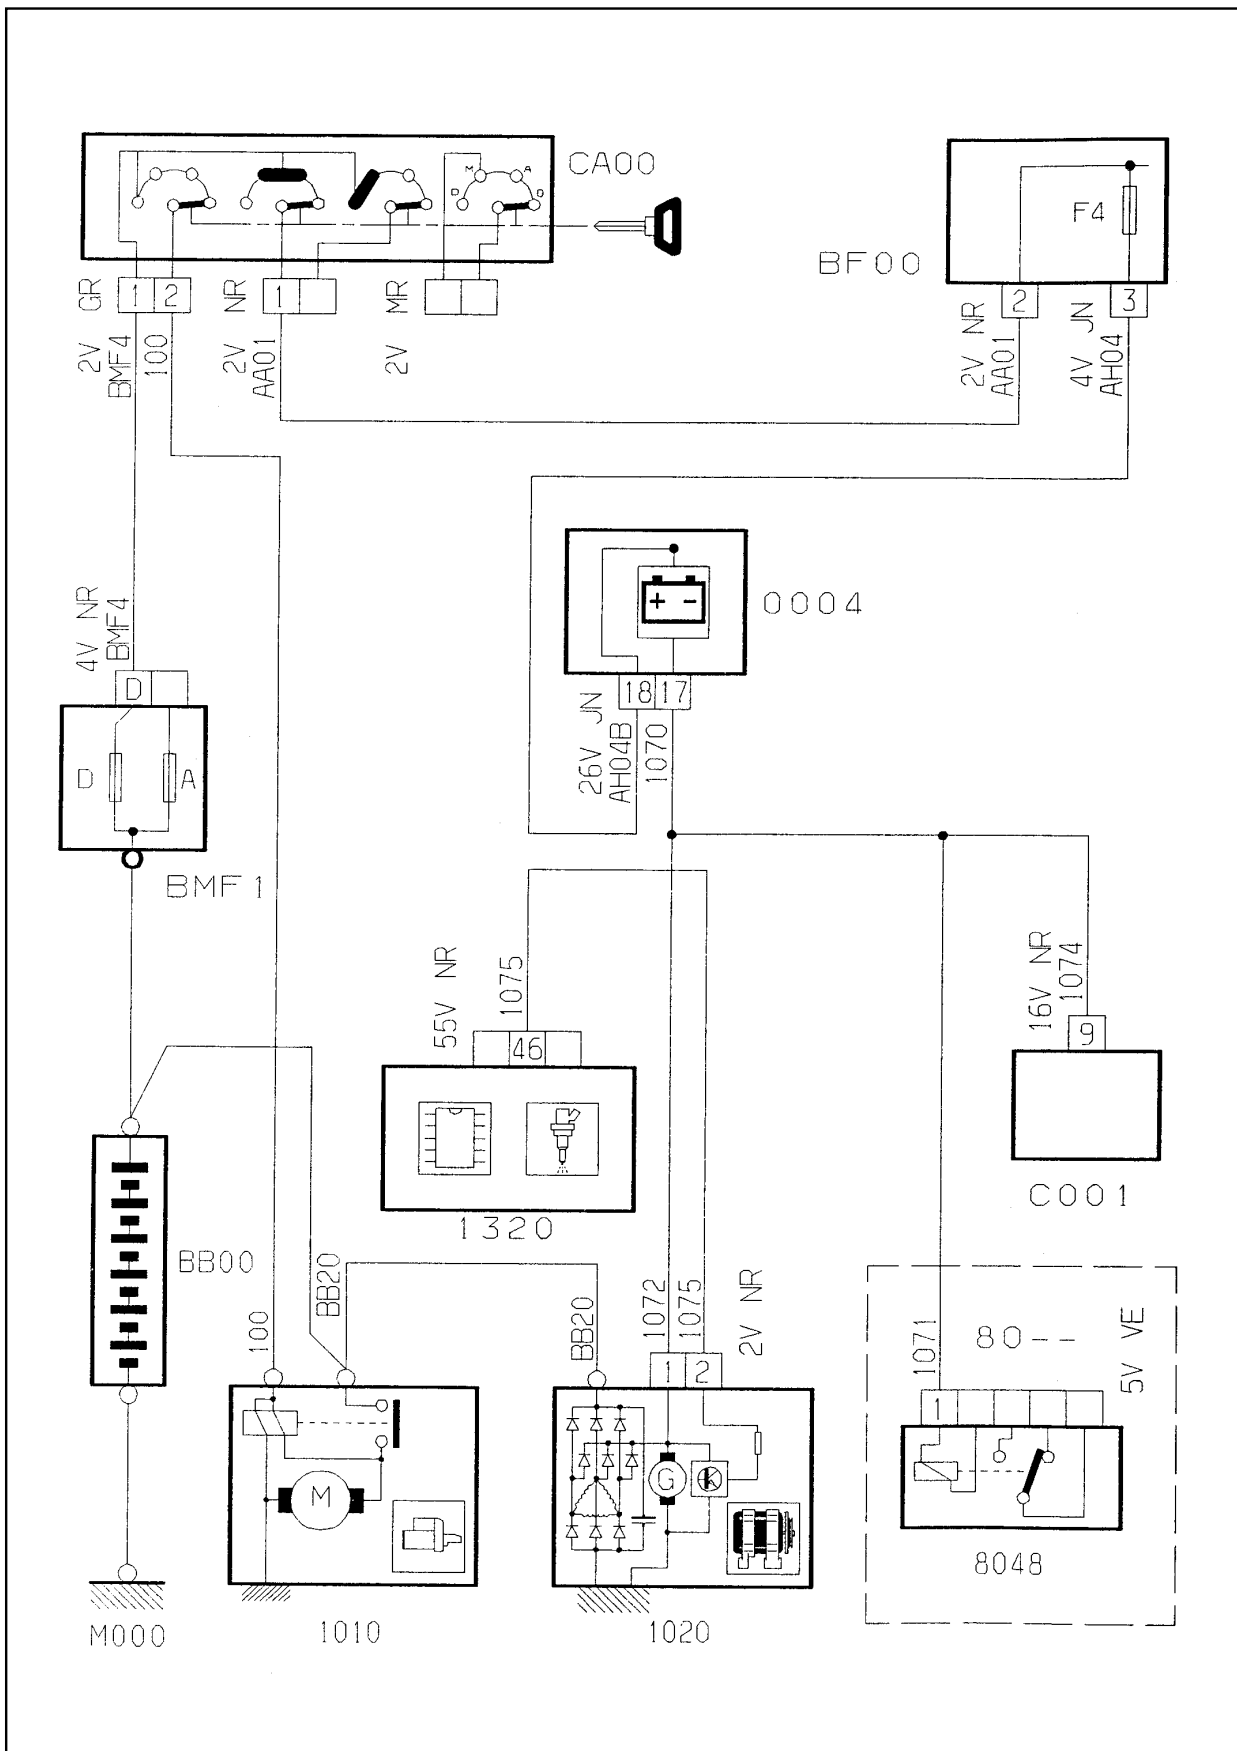 CA00
M
A
D
D
F4
BF00
1
2
1
2
3
2V GR
BMF4
100
2V NR
AA01
2V MR
2V NR
AA01
4V JN
AH04
0004
+ -
18 17
26V JN
AH04B
1070
4V NR
BMF4
D
D
A
BMF1
55V NR
1075
46
1320
16V NR
1074
9
C001
BB00
100
BB20
BB20
1072
1075
2V NR
1 2
1071
80--
5V VE
1
M
G
K
8048
M000
1010
1020